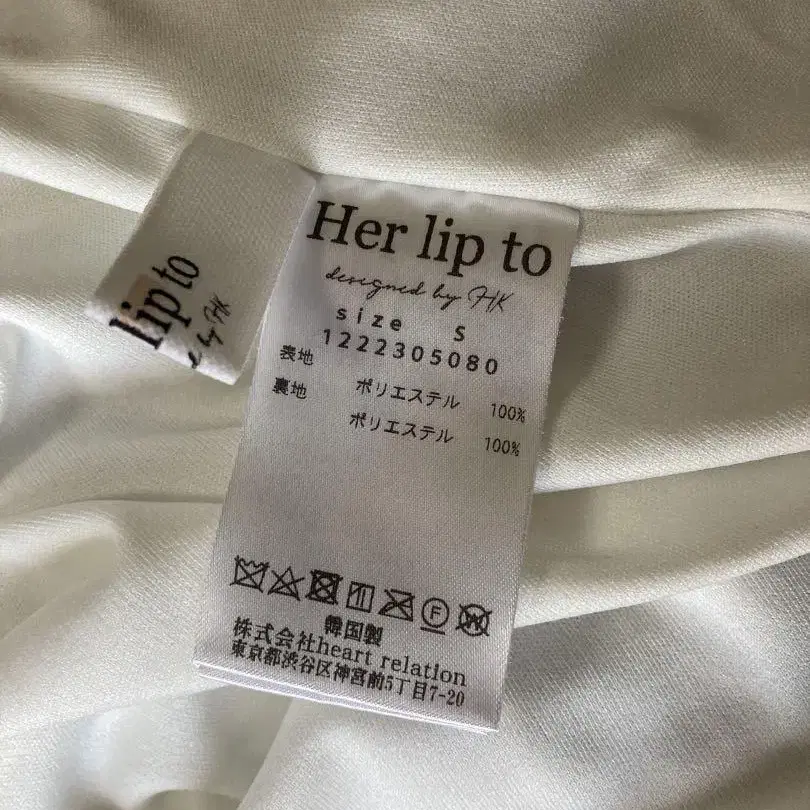 Her lip to
designed by HK
size S
1222305080
表地 ポリエステル 100%
裏地 ポリエステル 100%
F
W
韓国製
株式会社heart relation
東京都渋谷区神宮前5丁目7-20
lip to
by HK